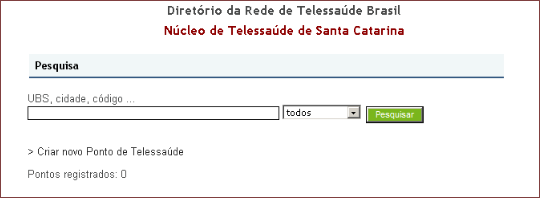 Diretório da Rede de Telessaúde Brasil
Núcleo de Telessaúde de Santa Catarina
Pesquisa
UBS, cidade, código ...
todos
Pesquisar
> Criar novo Ponto de Telessaúde
Pontos registrados: 0